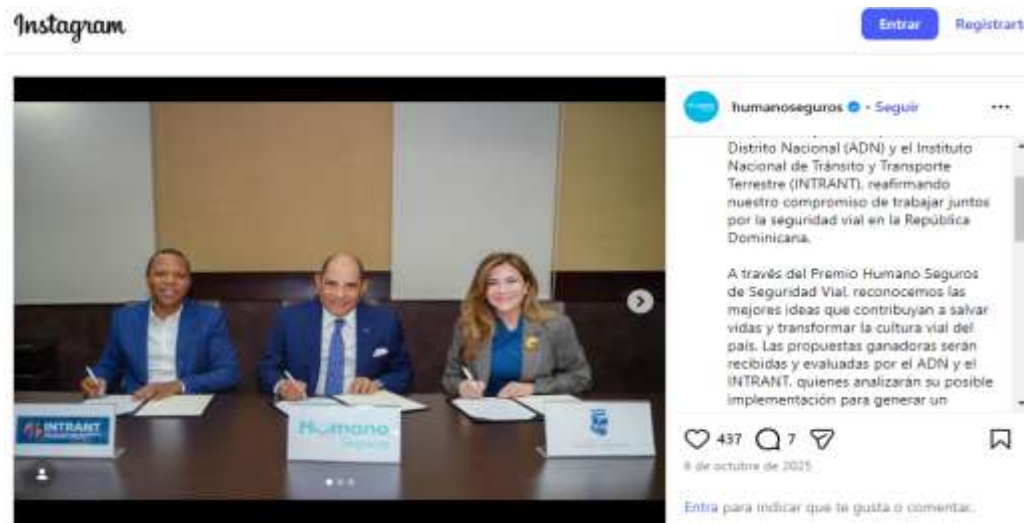 Instagram
Entrar
Registrart
humanoseguros • Seguir
Distrito Nacional (ADN) y el Instituto
Nacional de Tránsito y Transporte
Terrestre (INTRANT), reafirmando
nuestro compromiso de trabajar juntos
por la seguridad vial en la República
Dominicana.
A través del Premio Humano Seguros
de Seguridad Vial, reconocemos las
mejores ideas que contribuyan a salvar
vidas y transformar la cultura vial del
país. Las propuestas ganadoras serán
recibidas y evaluadas por el ADN y el
INTRANT, quienes analizarán su posible
implementación para generar un
INTRANT
Humano
Seguros
437
7
6 de octubre de 2025
Entra para indicar que te gusta o comentar.